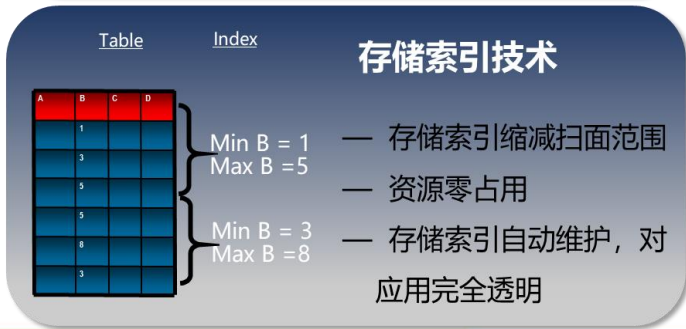 Table
Index
存储索引技术
A B C D
1
3
5
5
8
3
Min B = 1
Max B =5
Min B = 3
Max B =8
— 存储索引缩减扫面范围
— 资源零占用
— 存储索引自动维护，对
应用完全透明